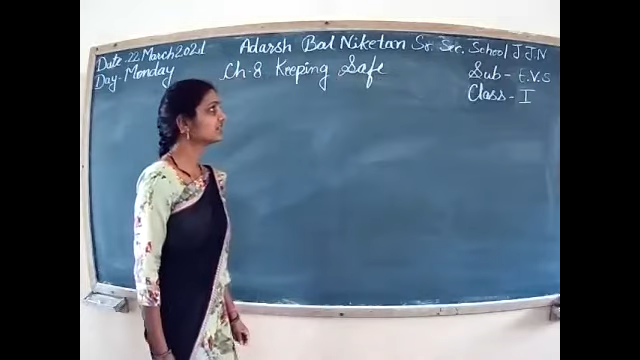 Date. 22 March 2021 Adarsh Bal Niketan Sr. Sec. School JJN
Day- Monday Ch-8 Keeping Safe Sub- E.V.S
Class- I